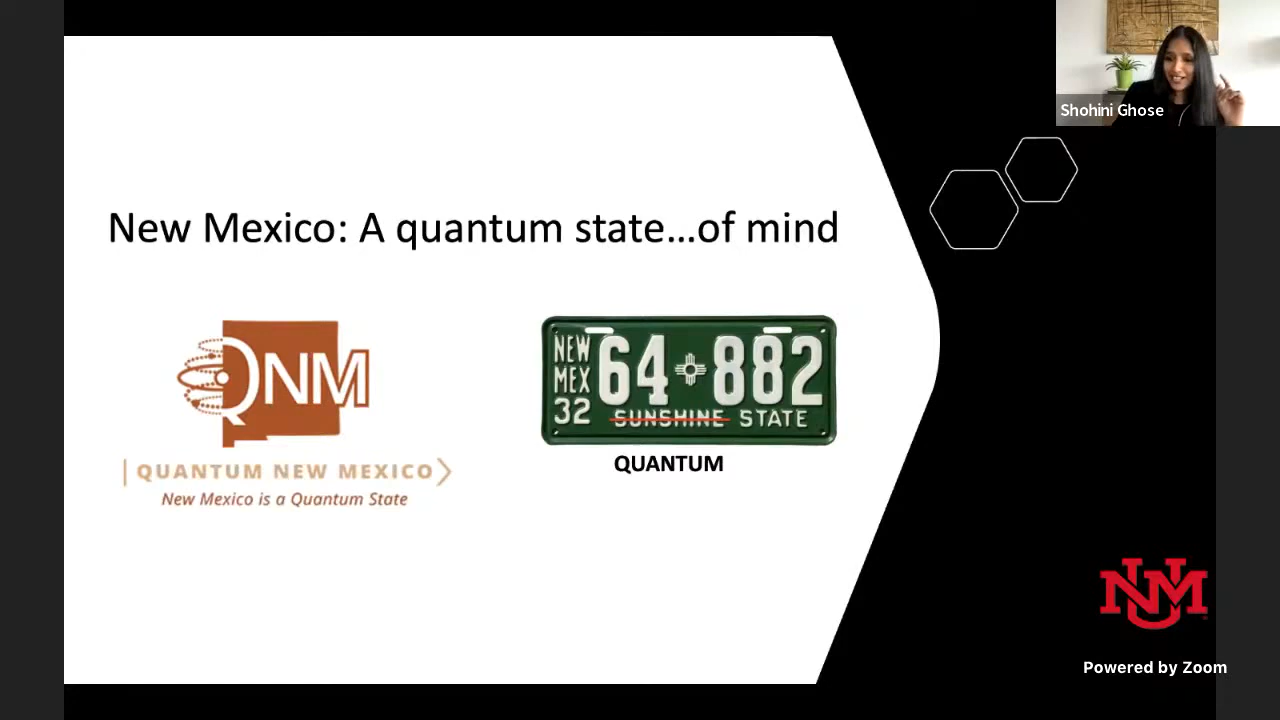 Shohini Ghose
New Mexico: A quantum state...of mind
QNM
|QUANTUM NEW MEXICO〉
New Mexico is a Quantum State
NEW
MEX
32
64 882
SUNSHINE STATE
QUANTUM
UNM
Powered by Zoom